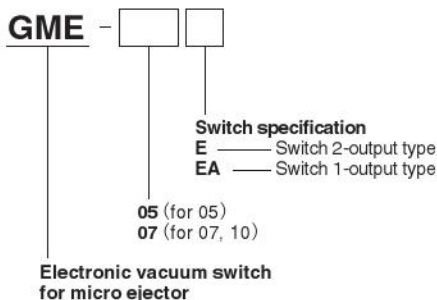 GME -
Switch specification
E Switch 2-output type
EA Switch 1-output type
05 (for 05)
07 (for 07, 10)
Electronic vacuum switch
for micro ejector